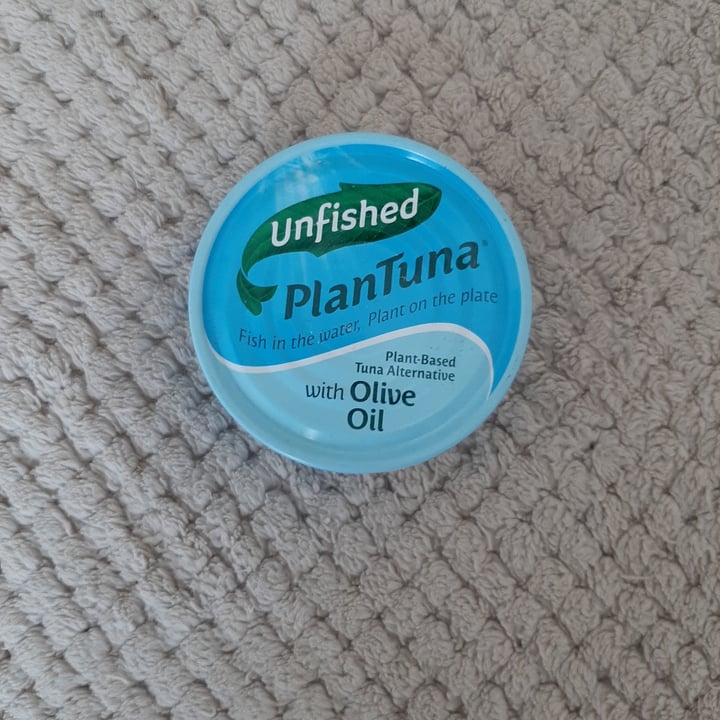 Unfished
PlanTuna®
Fish in the water, Plant on the plate
Plant-Based
Tuna Alternative
with Olive
Oil